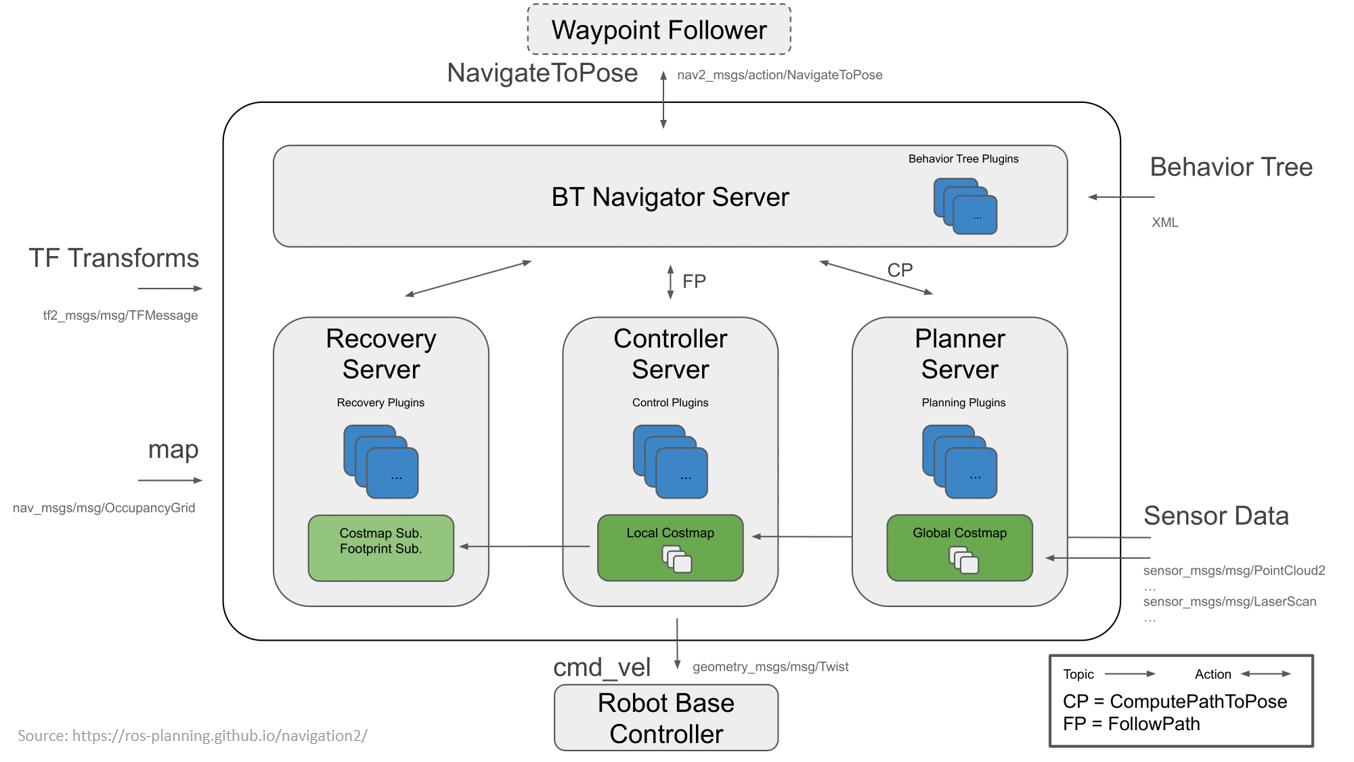 Waypoint Follower
NavigateToPose
nav2_msgs/action/NavigateToPose
Behavior Tree Plugins
BT Navigator Server
...
Behavior Tree
XML
TF Transforms
tf2_msgs/msg/TFMessage
FP
CP
Recovery
Server
Recovery Plugins
...
Costmap Sub.
Footprint Sub.
Controller
Server
Control Plugins
...
Local Costmap
Planner
Server
Planning Plugins
...
Global Costmap
map
nav_msgs/msg/OccupancyGrid
Sensor Data
sensor_msgs/msg/PointCloud2
...
sensor_msgs/msg/LaserScan
...
cmd_vel
geometry_msgs/msg/Twist
Robot Base
Controller
Topic
Action
CP = ComputePathToPose
FP = FollowPath
Source: https://ros-planning.github.io/navigation2/